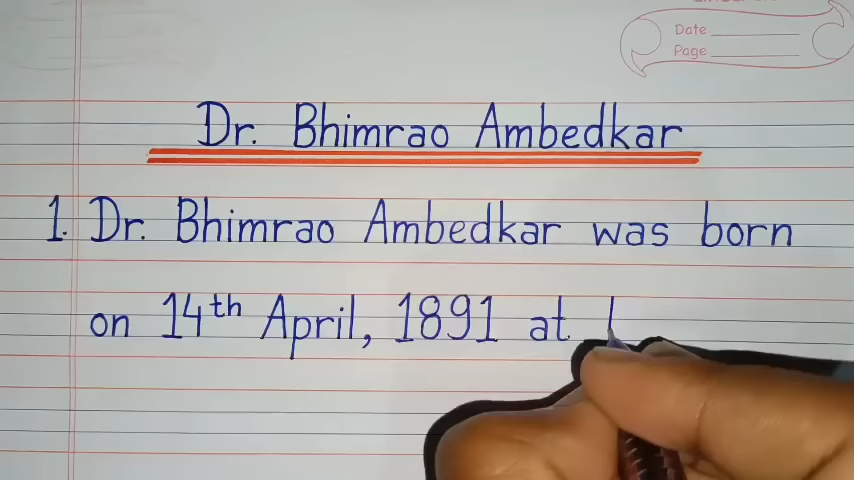 Date
Page
Dr. Bhimrao Ambedkar
1. Dr. Bhimrao Ambedkar was born
on 14th April, 1891 at